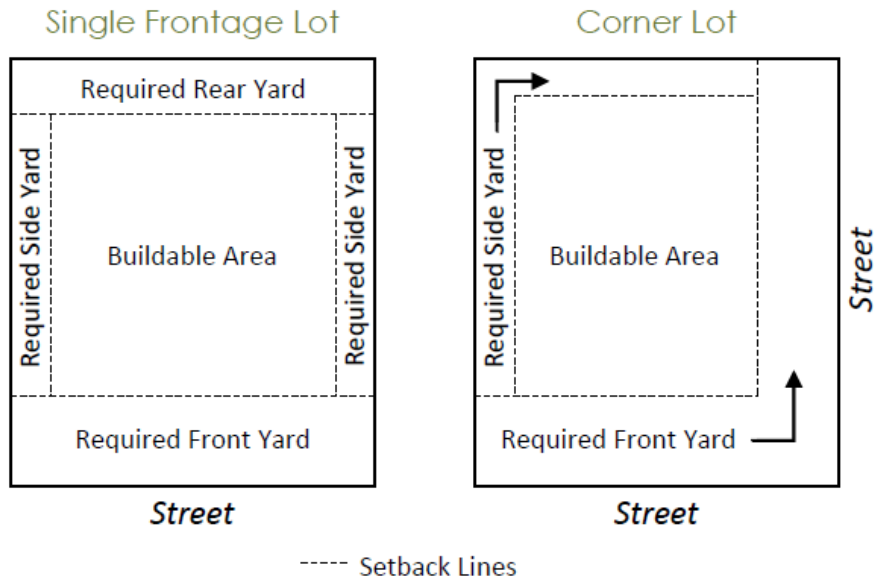 Single Frontage Lot
Required Rear Yard
Required Side Yard
Buildable Area
Required Side Yard
Required Front Yard
Street
Corner Lot
Required Side Yard
Buildable Area
Required Front Yard
Street
Street
----- Setback Lines